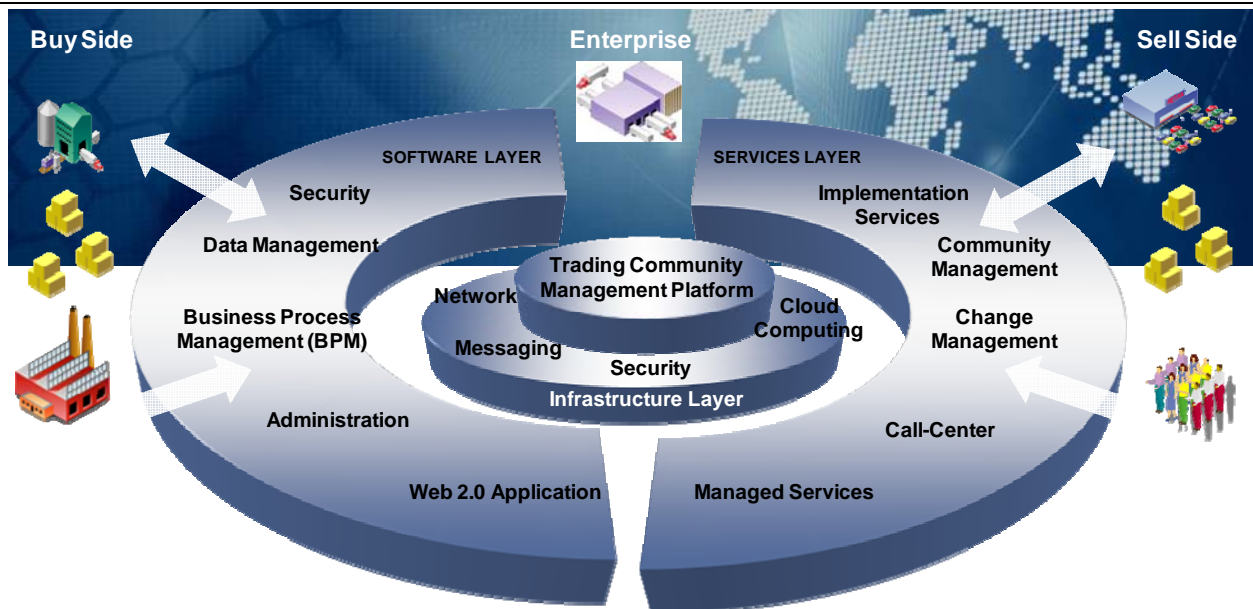 Buy Side
Enterprise
Sell Side
SOFTWARE LAYER
SERVICES LAYER
Security
Data Management
Business Process
Management (BPM)
Administration
Web 2.0 Application
Implementation
Services
Community
Management
Change
Management
Call-Center
Managed Services
Trading Community
Management Platform
Network
Cloud
Computing
Messaging
Security
Infrastructure Layer